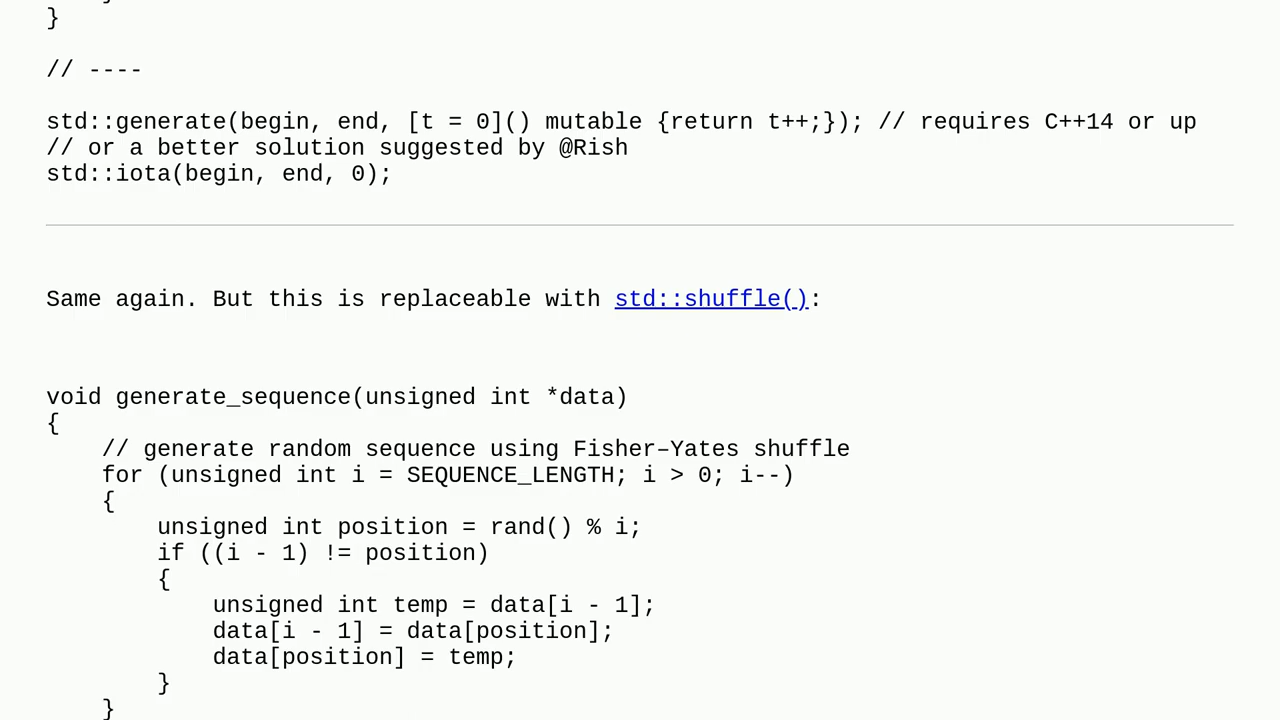 }
// ----
std::generate(begin, end, [t = 0]() mutable {return t++;}); // requires C++14 or up
// or a better solution suggested by @Rish
std::iota(begin, end, 0);
Same again. But this is replaceable with std::shuffle():
void generate_sequence(unsigned int *data)
{
    // generate random sequence using Fisher–Yates shuffle
    for (unsigned int i = SEQUENCE_LENGTH; i > 0; i--)
    {
        unsigned int position = rand() % i;
        if ((i - 1) != position)
        {
            unsigned int temp = data[i - 1];
            data[i - 1] = data[position];
            data[position] = temp;
        }
    }